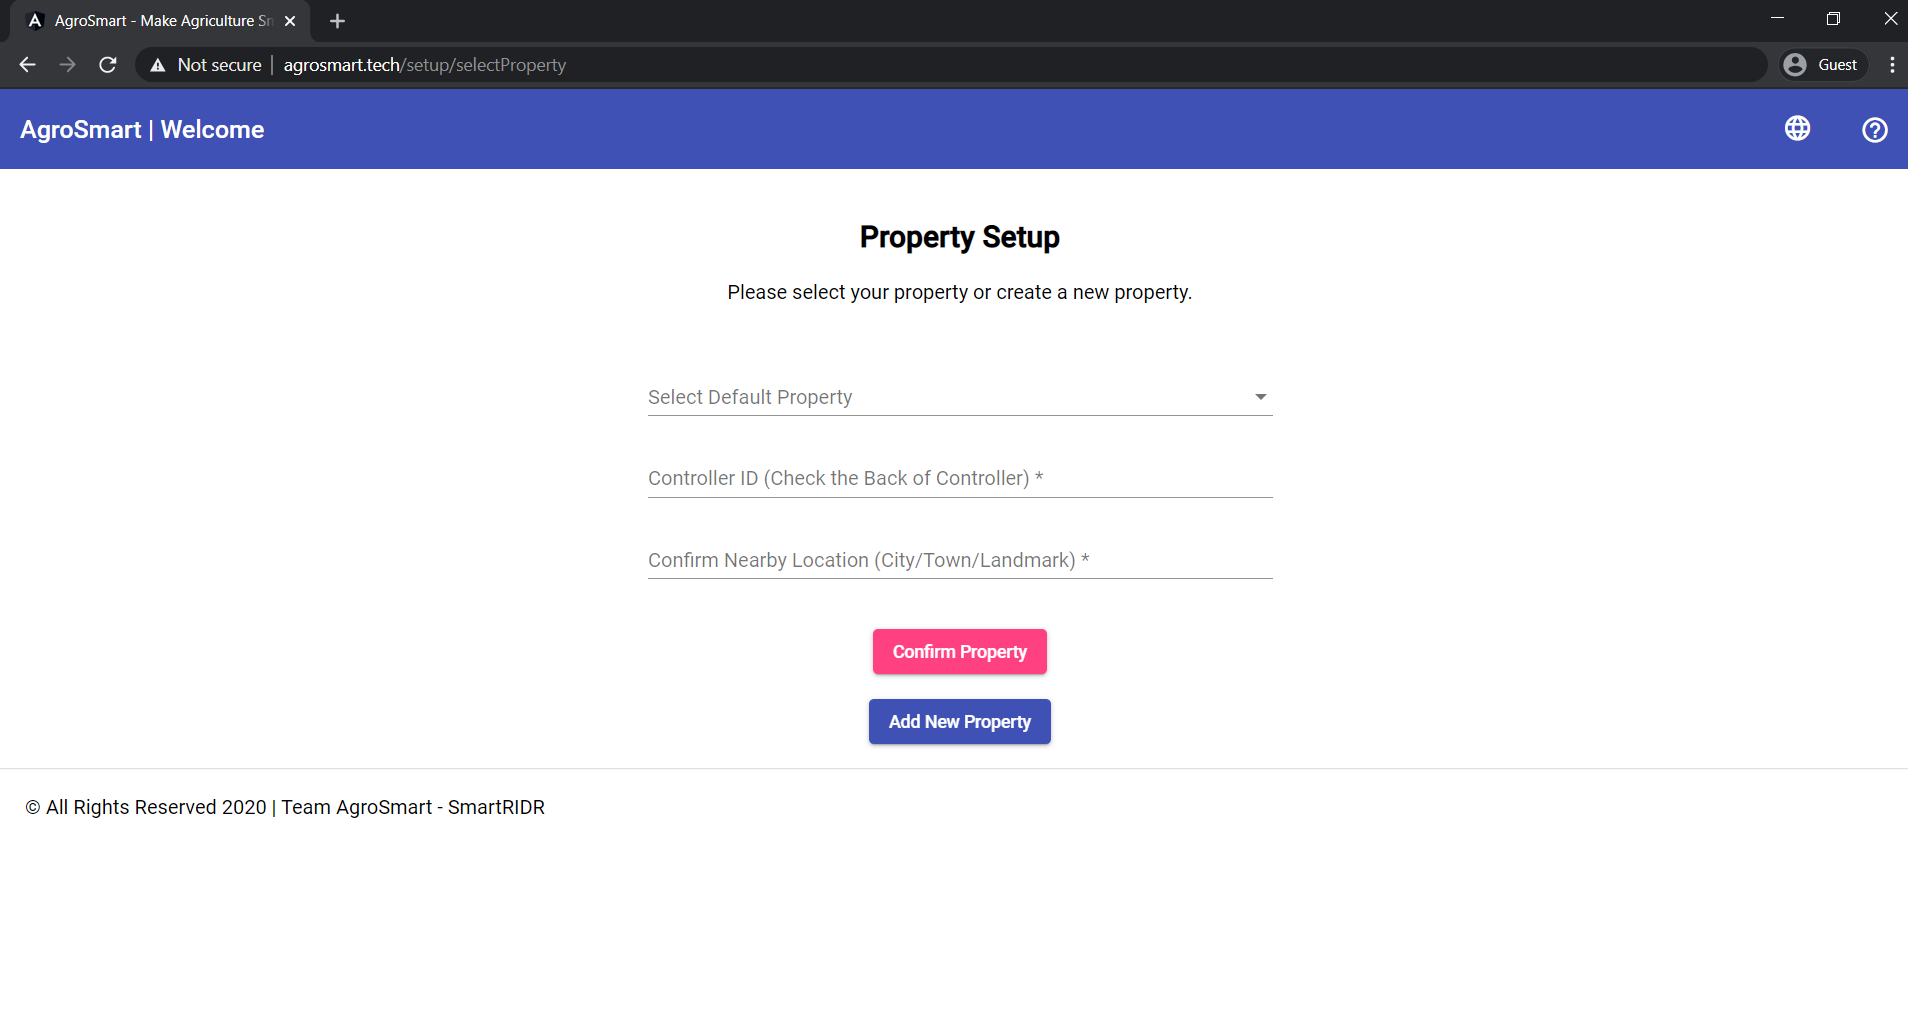 AgroSmart - Make Agriculture Sm
Not secure | agrosmart.tech/setup/selectProperty
Guest
AgroSmart | Welcome
Property Setup
Please select your property or create a new property.
Select Default Property
Controller ID (Check the Back of Controller) *
Confirm Nearby Location (City/Town/Landmark) *
Confirm Property
Add New Property
© All Rights Reserved 2020 | Team AgroSmart - SmartRIDR